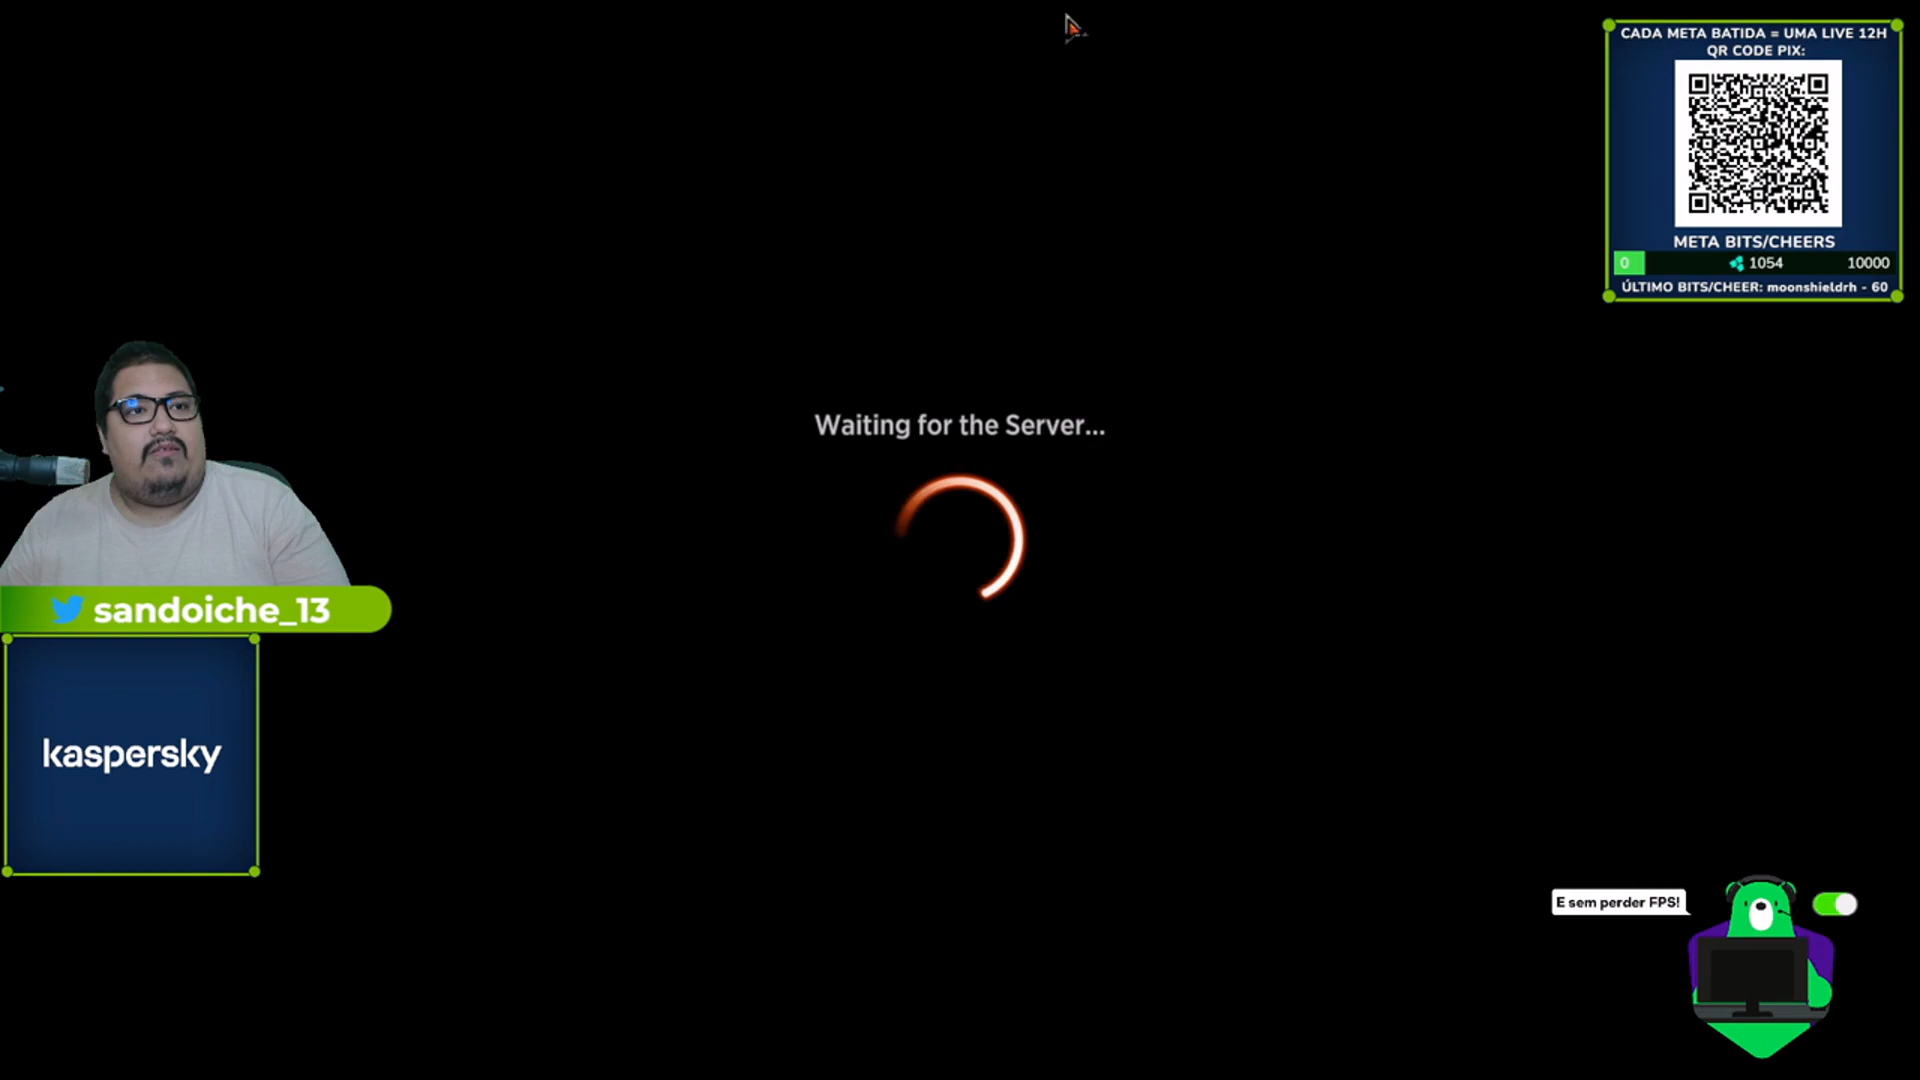 CADA META BATIDA = UMA LIVE 12H
QR CODE PIX:
META BITS/CHEERS
0 1054 10000
ÚLTIMO BITS/CHEER: moonshieldrh - 60
Waiting for the Server...
sandoiche_13
kaspersky
E sem perder FPS!